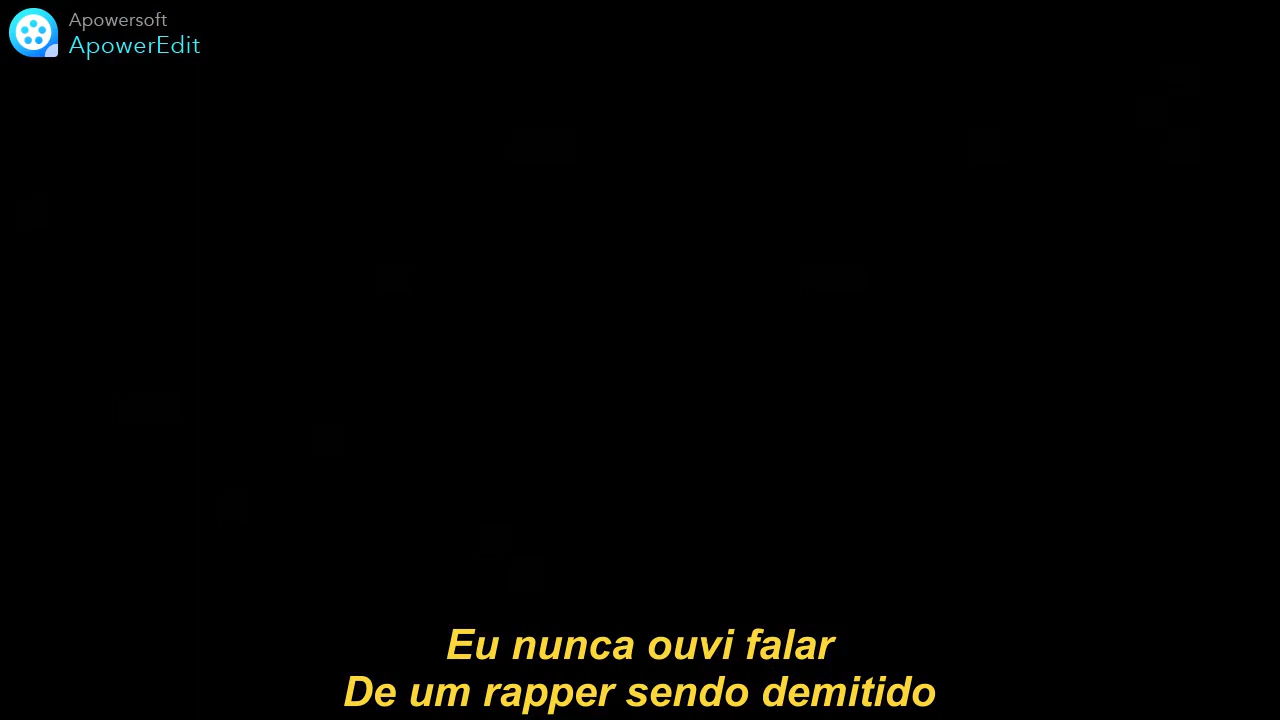 Apowersoft
ApowerEdit
Eu nunca ouvi falar
De um rapper sendo demitido